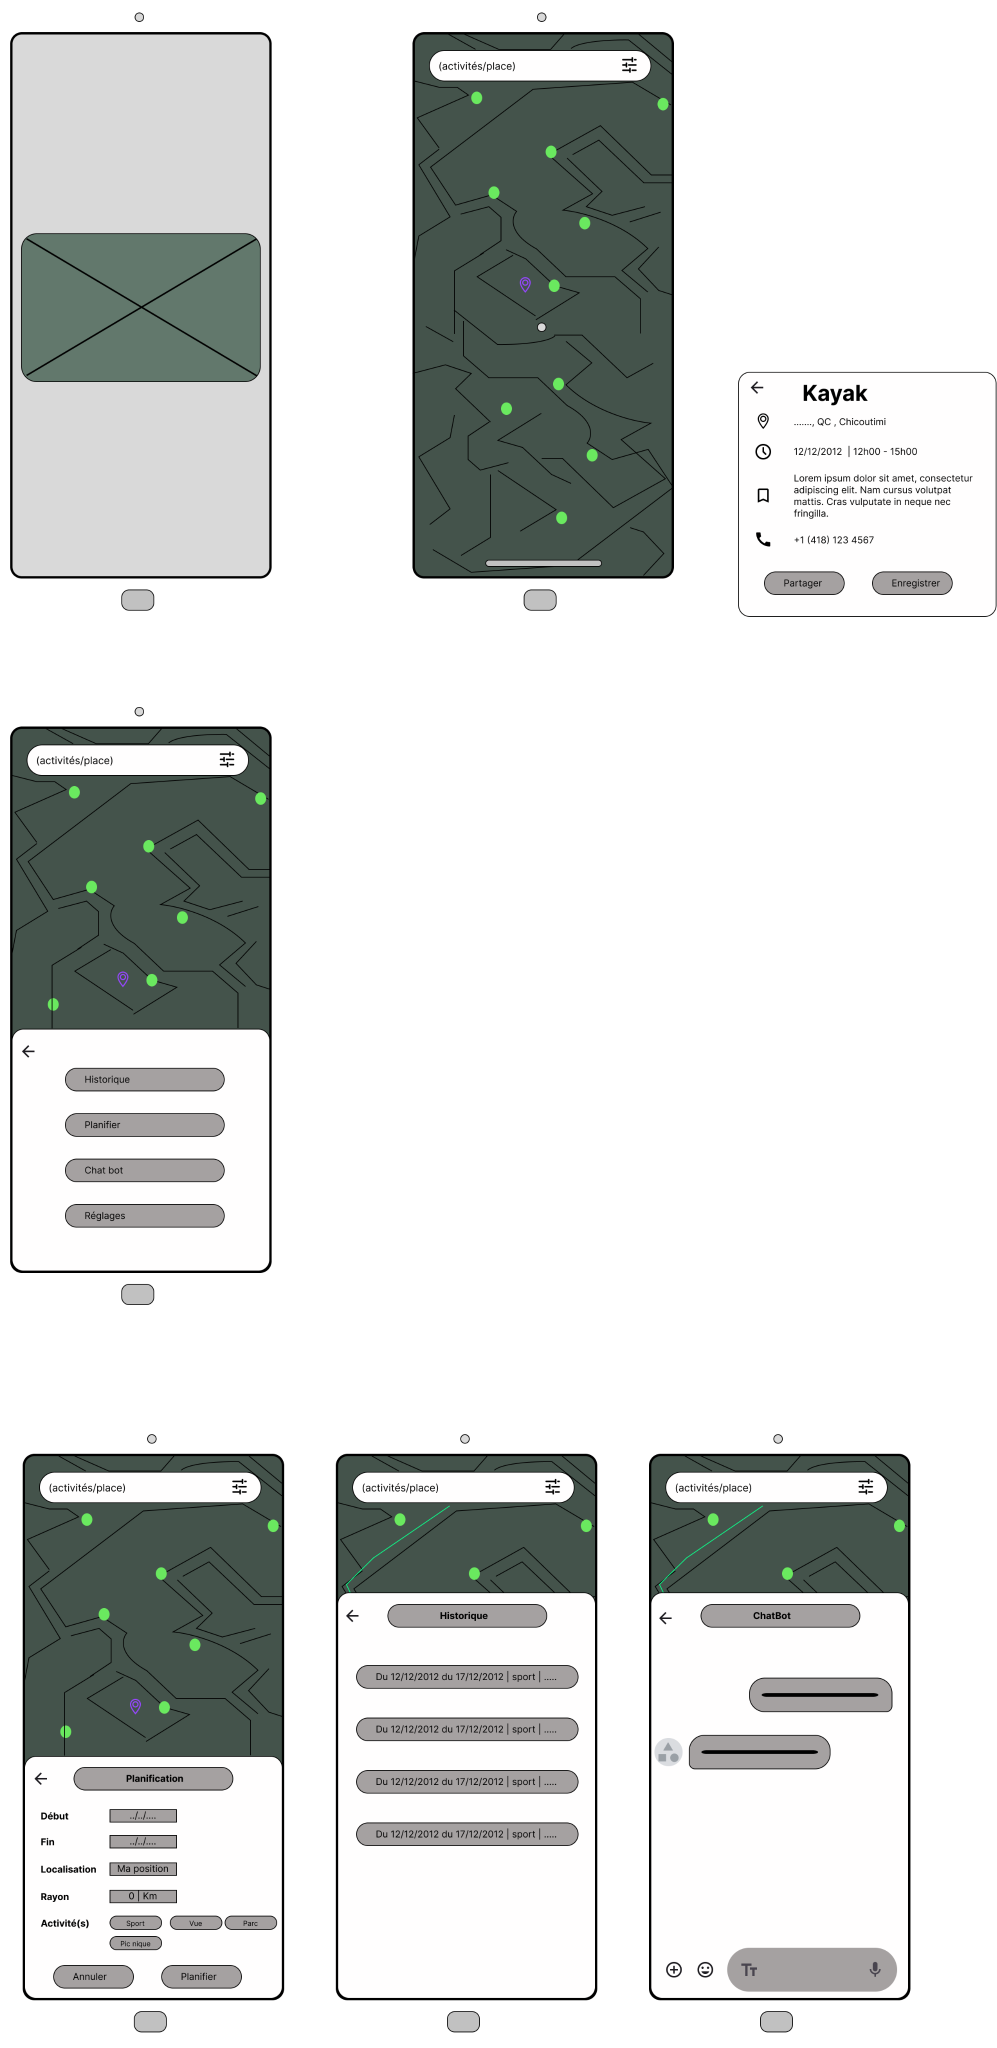 (activités/place)
Kayak
......., QC , Chicoutimi
12/12/2012 | 12h00 - 15h00
Lorem ipsum dolor sit amet, consectetur
adipiscing elit. Nam cursus volutpat
mattis. Cras vulputate in neque nec
fringilla.
+1 (418) 123 4567
Partager
Enregistrer
(activités/place)
Historique
Planifier
Chat bot
Réglages
(activités/place)
Planification
Début ../../....
Fin ../../....
Localisation Ma position
Rayon 0 | Km
Activité(s) Sport Vue Parc
Pic nique
Annuler
Planifier
(activités/place)
Historique
Du 12/12/2012 du 17/12/2012 | sport | .....
Du 12/12/2012 du 17/12/2012 | sport | .....
Du 12/12/2012 du 17/12/2012 | sport | .....
Du 12/12/2012 du 17/12/2012 | sport | .....
(activités/place)
ChatBot
Tт